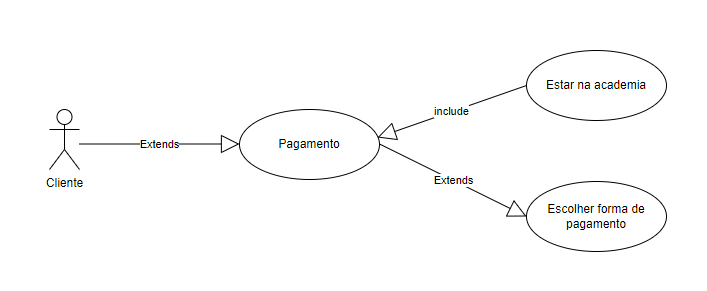 Cliente
Extends
Pagamento
include
Extends
Estar na academia
Escolher forma de
pagamento